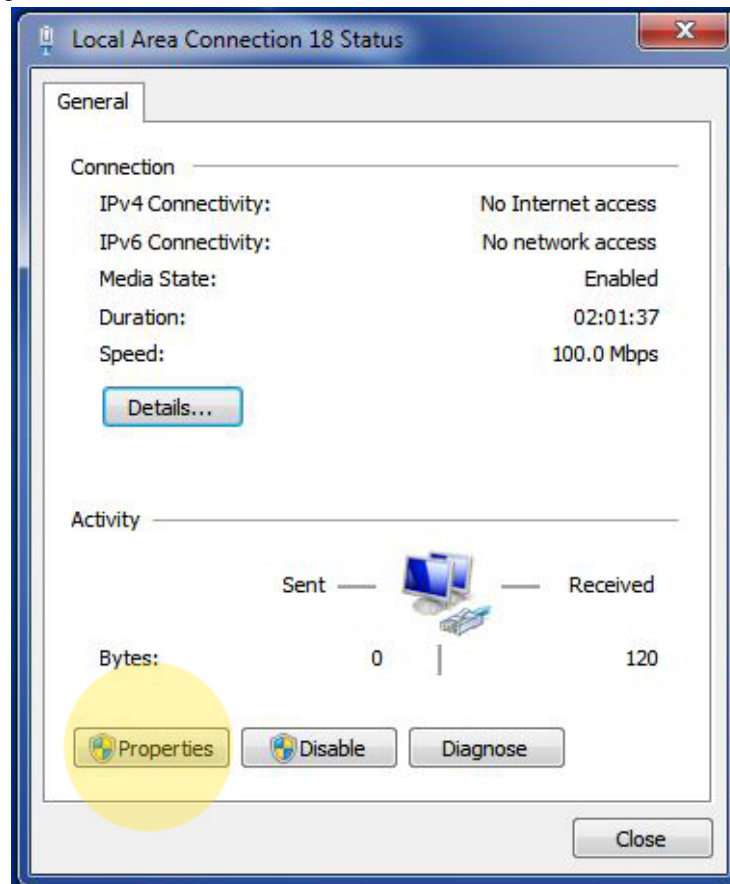 Local Area Connection 18 Status
General
Connection
IPv4 Connectivity: No Internet access
IPv6 Connectivity: No network access
Media State: Enabled
Duration: 02:01:37
Speed: 100.0 Mbps
Details...
Activity
Sent Received
Bytes: 0 120
Properties Disable Diagnose
Close